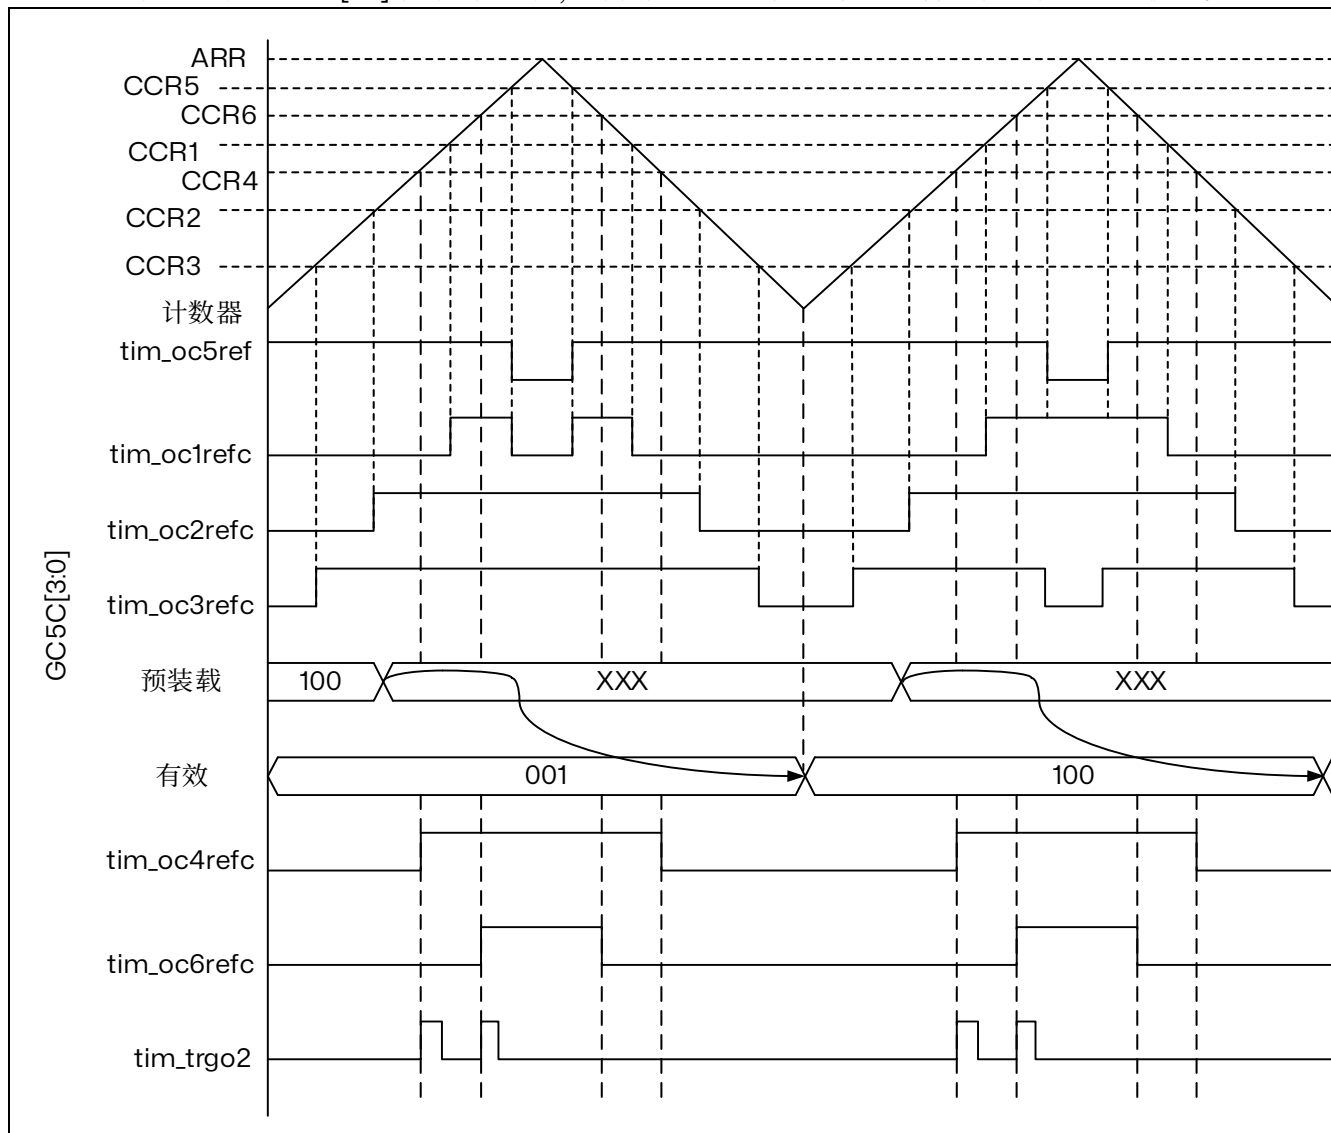 ARR
CCR5
CCR6
CCR1
CCR4
CCR2
CCR3
计数器
tim_oc5ref
tim_oc1refc
tim_oc2refc
tim_oc3refc
GC5C[3:0]
预装载 100 XXX XXX
有效 001 100
tim_oc4refc
tim_oc6refc
tim_trgo2